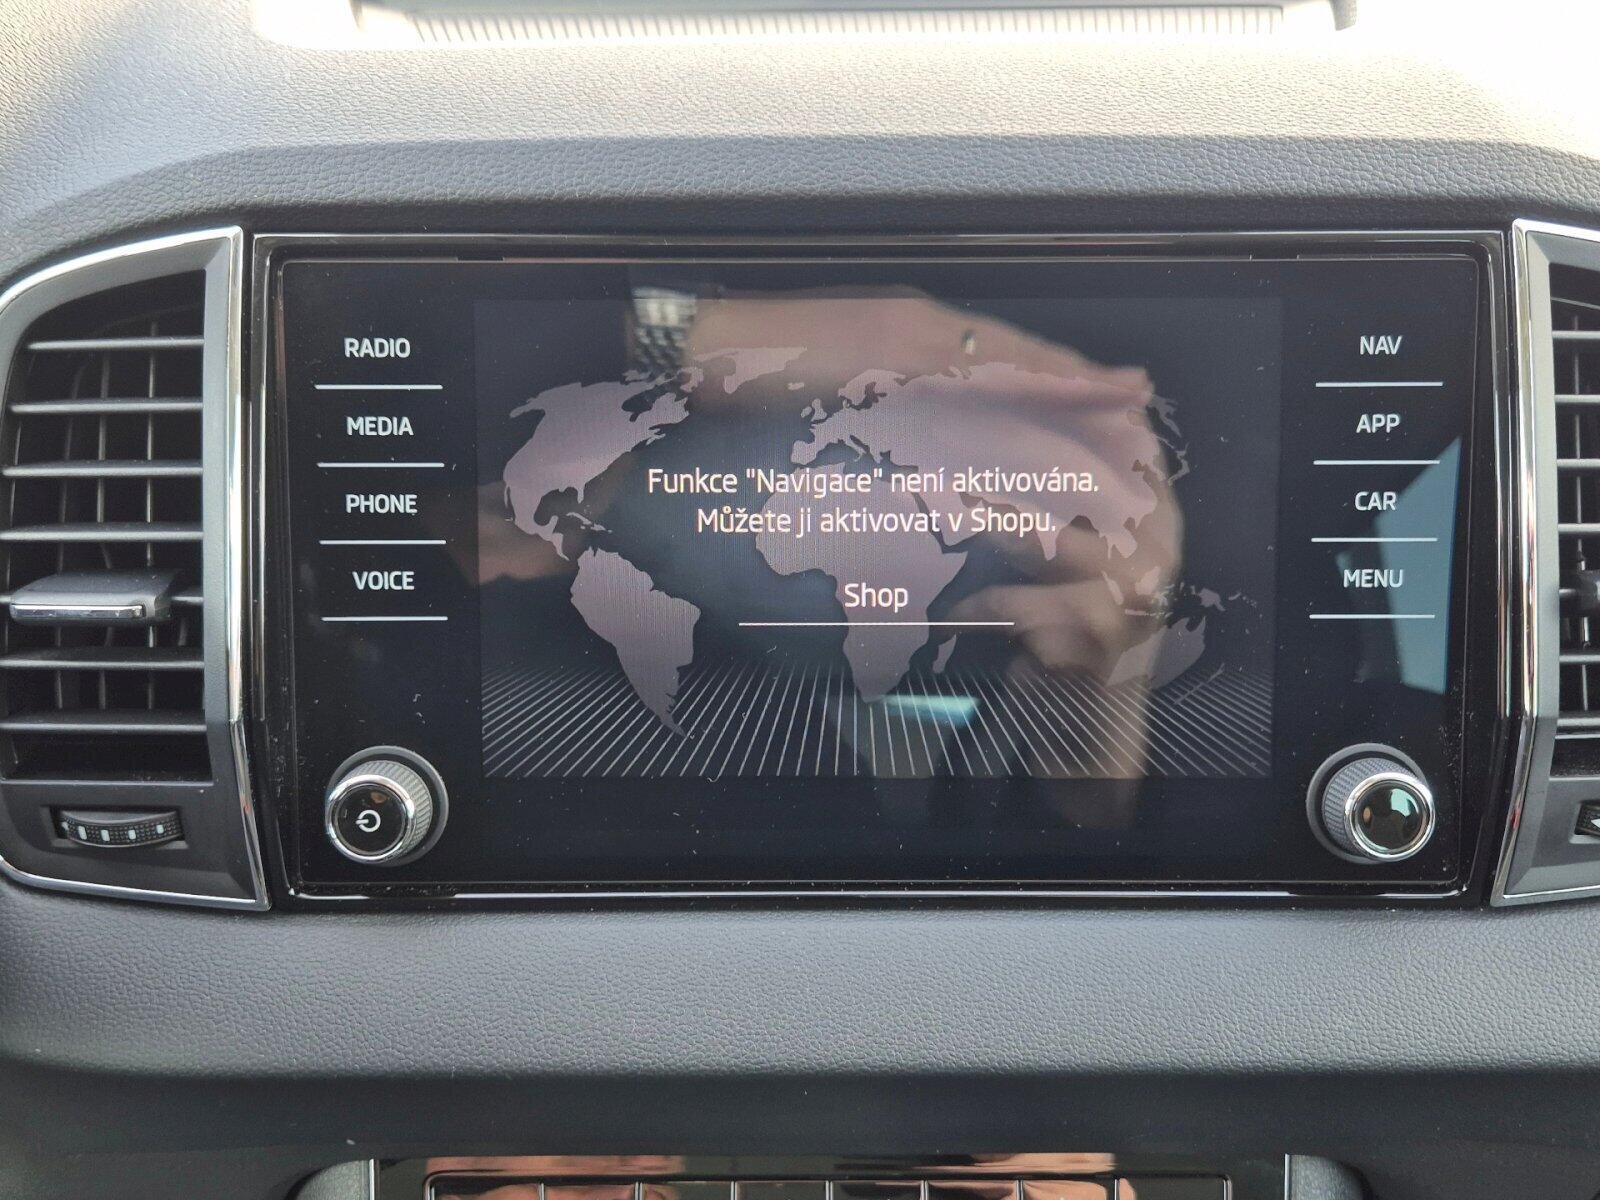 RADIO
MEDIA
PHONE
VOICE
Funkce "Navigace" není aktivována.
Můžete ji aktivovat v Shopu.
Shop
NAV
APP
CAR
MENU